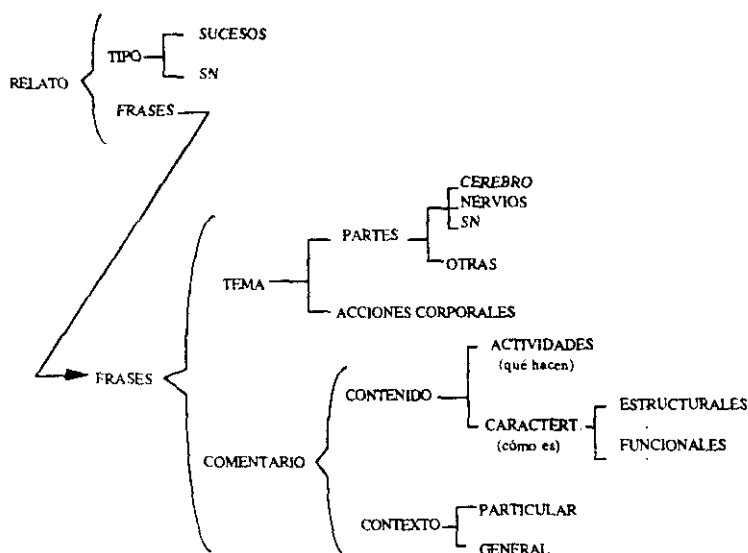 SUCESOS
TIPO
SN
RELATO
FRASES
CEREBRO
NERVIOS
SN
PARTES
OTRAS
TEMA
ACCIONES CORPORALES
FRASES
ACTIVIDADES
(qué hacen)
CONTENIDO
ESTRUCTURALES
CARACTERT.
(cómo es)
FUNCIONALES
COMENTARIO
PARTICULAR
CONTEXTO
GENERAL